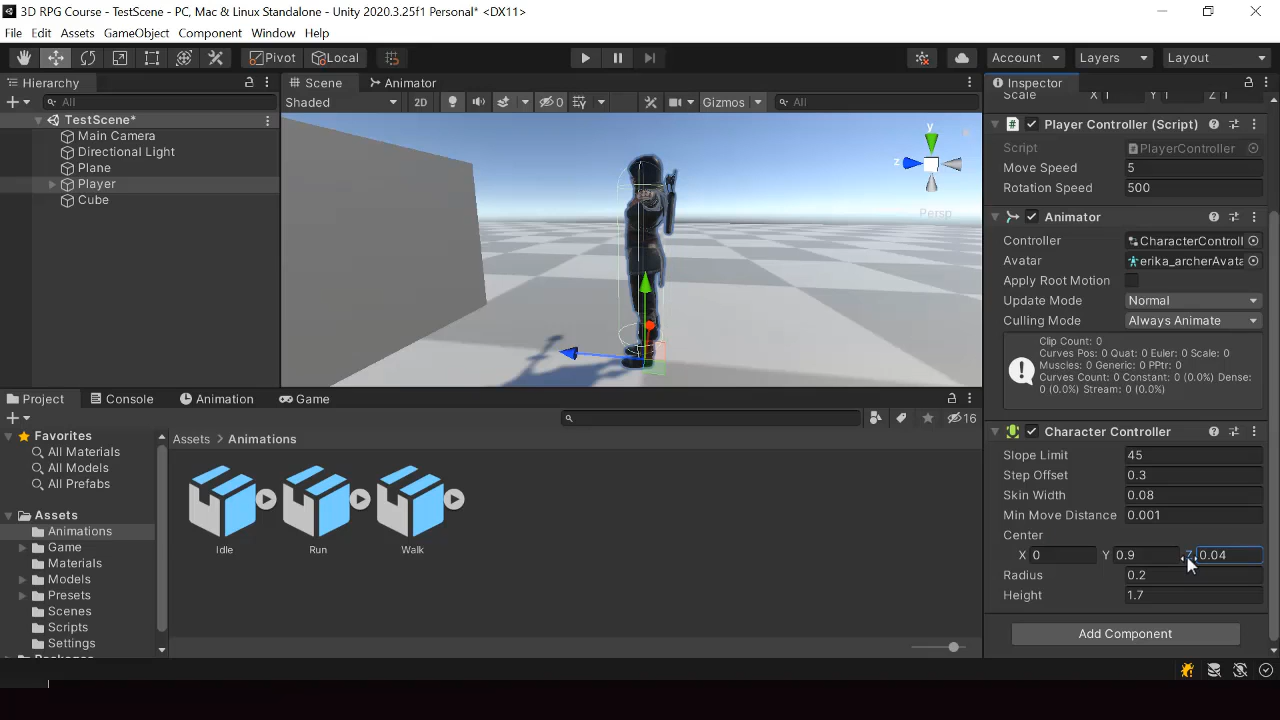 3D RPG Course - TestScene - PC, Mac & Linux Standalone - Unity 2020.3.25f1 Personal* <DX11>
File Edit Assets GameObject Component Window Help
Pivot Local Account Layers Layout
Hierarchy Scene Animator Inspector
All Shaded 2D 0 Gizmos All
Scale X 1 Y 1 Z 1
TestScene*
Main Camera
Directional Light
Plane
Player
Cube
y
z
Persp
Player Controller (Script)
Script PlayerController
Move Speed 5
Rotation Speed 500
Animator
Controller CharacterControll
Avatar erika_archerAvata
Apply Root Motion
Update Mode Normal
Culling Mode Always Animate
Clip Count: 0
Curves Pos: 0 Quat: 0 Euler: 0 Scale: 0
Muscles: 0 Generic: 0 PPtr: 0
Curves Count: 0 Constant: 0 (0.0%) Dense:
0 (0.0%) Stream: 0 (0.0%)
Character Controller
Slope Limit 45
Step Offset 0.3
Skin Width 0.08
Min Move Distance 0.001
Center
X 0 Y 0.9 Z 0.04
Radius 0.2
Height 1.7
Add Component
Project Console Animation Game
16
Favorites
All Materials
All Models
All Prefabs
Assets
Animations
Game
Materials
Models
Presets
Scenes
Scripts
Settings
Assets > Animations
Idle Run Walk